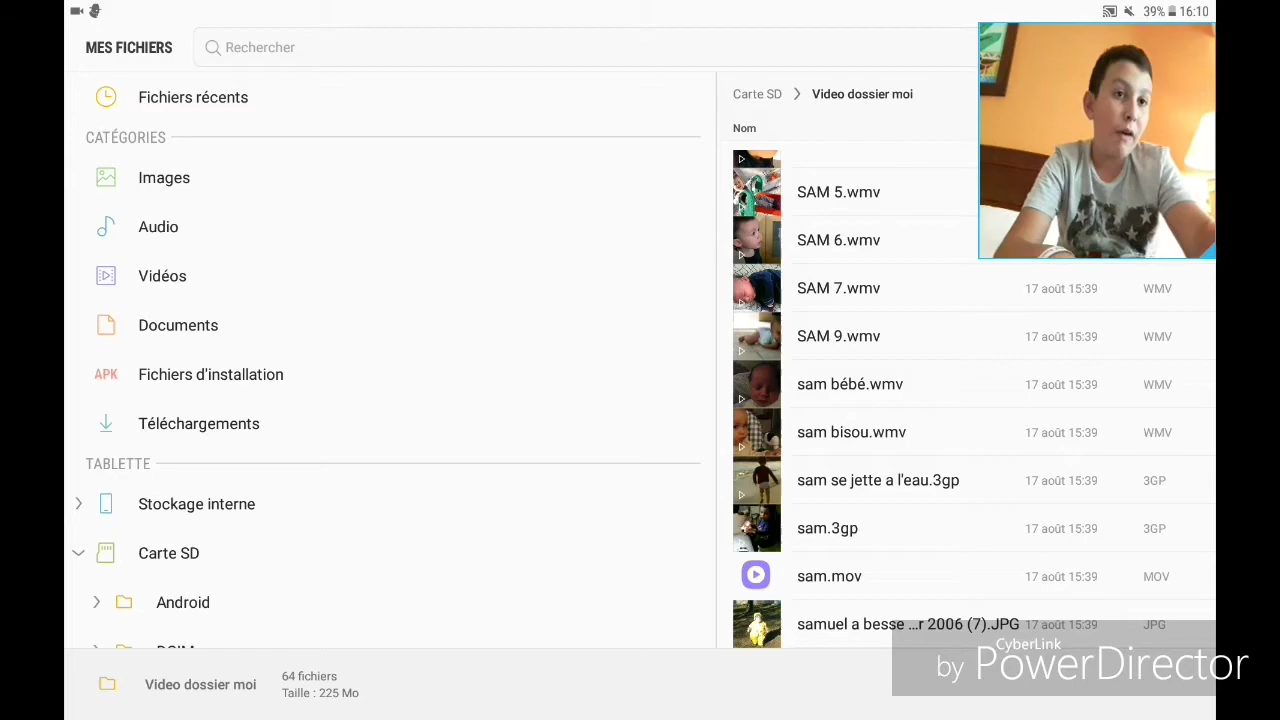 39% 16:10
MES FICHIERS
Rechercher
Fichiers récents
CATÉGORIES
Images
Audio
Vidéos
Documents
APK Fichiers d'installation
Téléchargements
TABLETTE
Stockage interne
Carte SD
Android
Carte SD > Video dossier moi
Nom
SAM 5.wmv
SAM 6.wmv
SAM 7.wmv 17 août 15:39 WMV
SAM 9.wmv 17 août 15:39 WMV
sam bébé.wmv 17 août 15:39 WMV
sam bisou.wmv 17 août 15:39 WMV
sam se jette a l'eau.3gp 17 août 15:39 3GP
sam.3gp 17 août 15:39 3GP
sam.mov 17 août 15:39 MOV
samuel a besse ...r 2006 (7).JPG 17 août 15:39 JPG
Video dossier moi
64 fichiers
Taille : 225 Mo
CyberLink
by PowerDirector